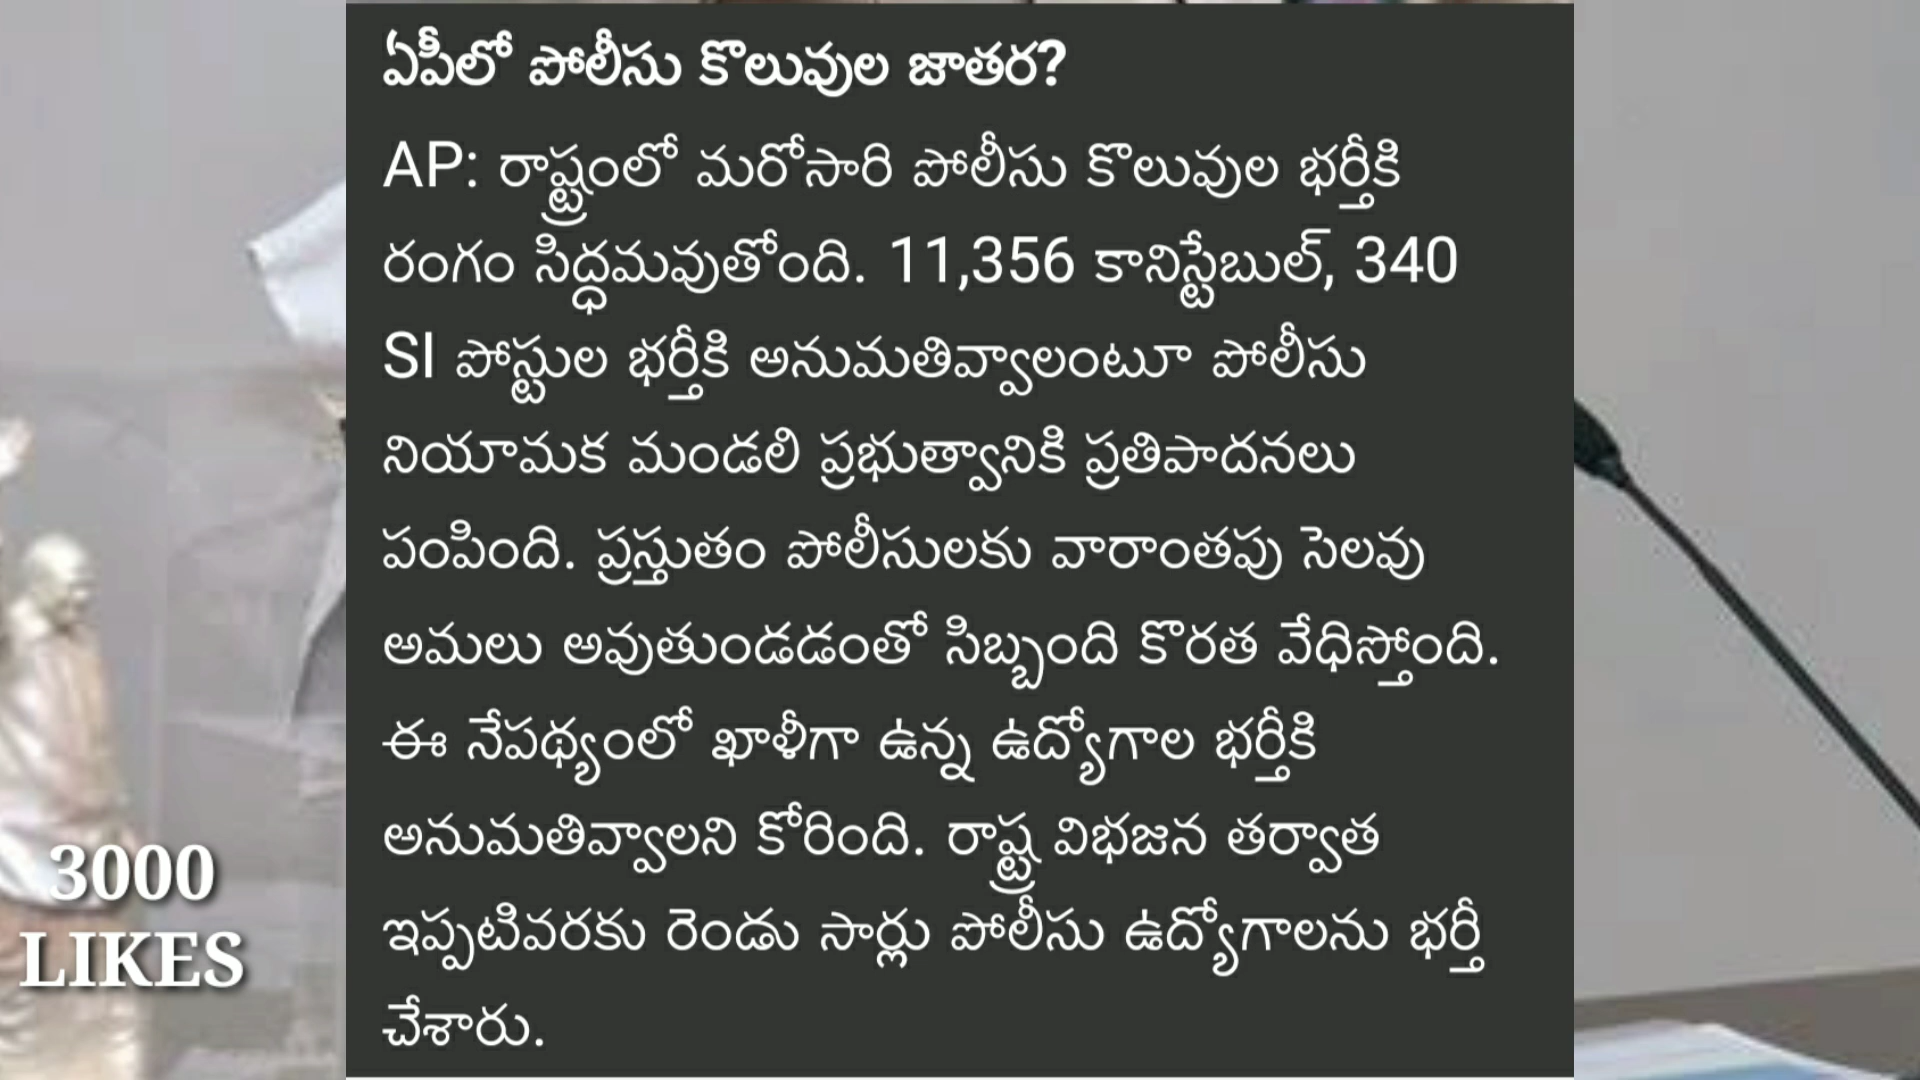 ఏపీలో పోలీసు కొలువుల జాతర?
AP: రాష్ట్రంలో మరోసారి పోలీసు కొలువుల భర్తీకి
రంగం సిద్ధమవుతోంది. 11,356 కానిస్టేబుల్, 340
SI పోస్టుల భర్తీకి అనుమతివ్వాలంటూ పోలీసు
నియామక మండలి ప్రభుత్వానికి ప్రతిపాదనలు
పంపింది. ప్రస్తుతం పోలీసులకు వారాంతపు సెలవు
అమలు అవుతుండడంతో సిబ్బంది కొరత వేధిస్తోంది.
ఈ నేపథ్యంలో ఖాళీగా ఉన్న ఉద్యోగాల భర్తీకి
అనుమతివ్వాలని కోరింది. రాష్ట్ర విభజన తర్వాత
ఇప్పటివరకు రెండు సార్లు పోలీసు ఉద్యోగాలను భర్తీ
చేశారు.
3000
LIKES